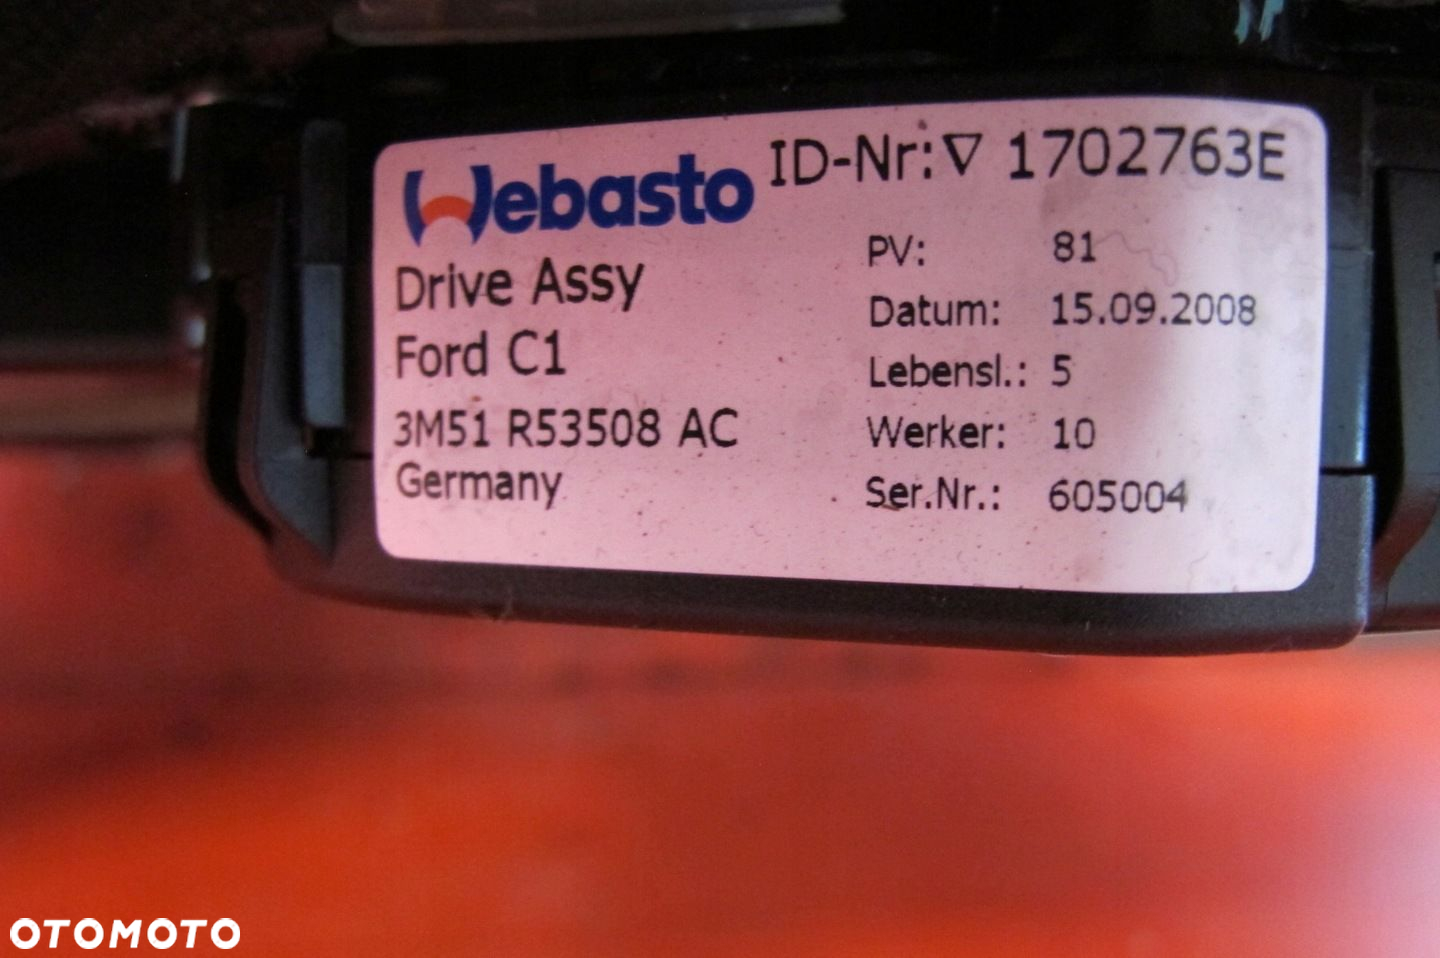 Webasto ID-Nr:▽ 1702763E
Drive Assy
Ford C1
3M51 R53508 AC
Germany
PV: 81
Datum: 15.09.2008
Lebensl.: 5
Werker: 10
Ser.Nr.: 605004
OTOMOTO